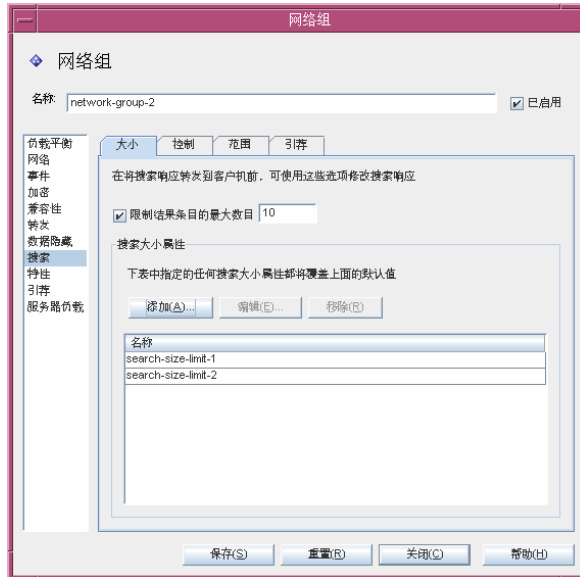 网络组
网络组
名称: network-group-2
已启用
负载平衡
网络
事件
加密
兼容性
转发
数据隐藏
搜索
特性
引荐
服务器负载
大小 控制 范围 引荐
在将搜索响应转发到客户机前，可使用这些选项修改搜索响应
限制结果条目的最大数目 10
搜索大小属性
下表中指定的任何搜索大小属性都将覆盖上面的默认值
添加(A)... 编辑(E)... 移除(R)
名称
search-size-limit-1
search-size-limit-2
保存(S) 重置(R) 关闭(C) 帮助(H)